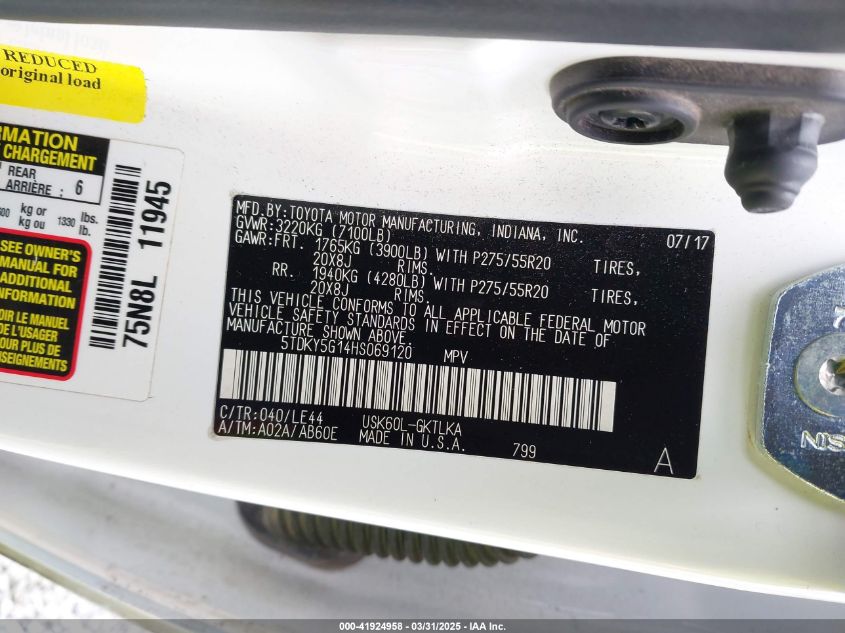 REDUCED
original load
RMATION
CHARGEMENT
REAR
ARRIÈRE : 6
kg or 1330 lbs.
kg ou lb.
SEE OWNER'S
MANUAL FOR
ADDITIONAL
INFORMATION
OIR LE MANUEL
DE L'USAGER
POUR PLUS DE
75N8L 11945
MFD.BY:TOYOTA MOTOR MANUFACTURING, INDIANA, INC. 07/17
GVWR:3220KG (7100LB)
GAWR:FRT. 1765KG (3900LB) WITH P275/55R20 TIRES,
20X8J RIMS.
RR. 1940KG (4280LB) WITH P275/55R20 TIRES,
20X8J RIMS.
THIS VEHICLE CONFORMS TO ALL APPLICABLE FEDERAL MOTOR
VEHICLE SAFETY STANDARDS IN EFFECT ON THE DATE OF
MANUFACTURE SHOWN ABOVE.
5TDKY5G14HS069120 MPV
C/TR:040/LE44 USK60L-GKTLKA
A/TM:A02A/AB60E MADE IN U.S.A. 799 A
000-41924958 - 03/31/2025 - IAA Inc.